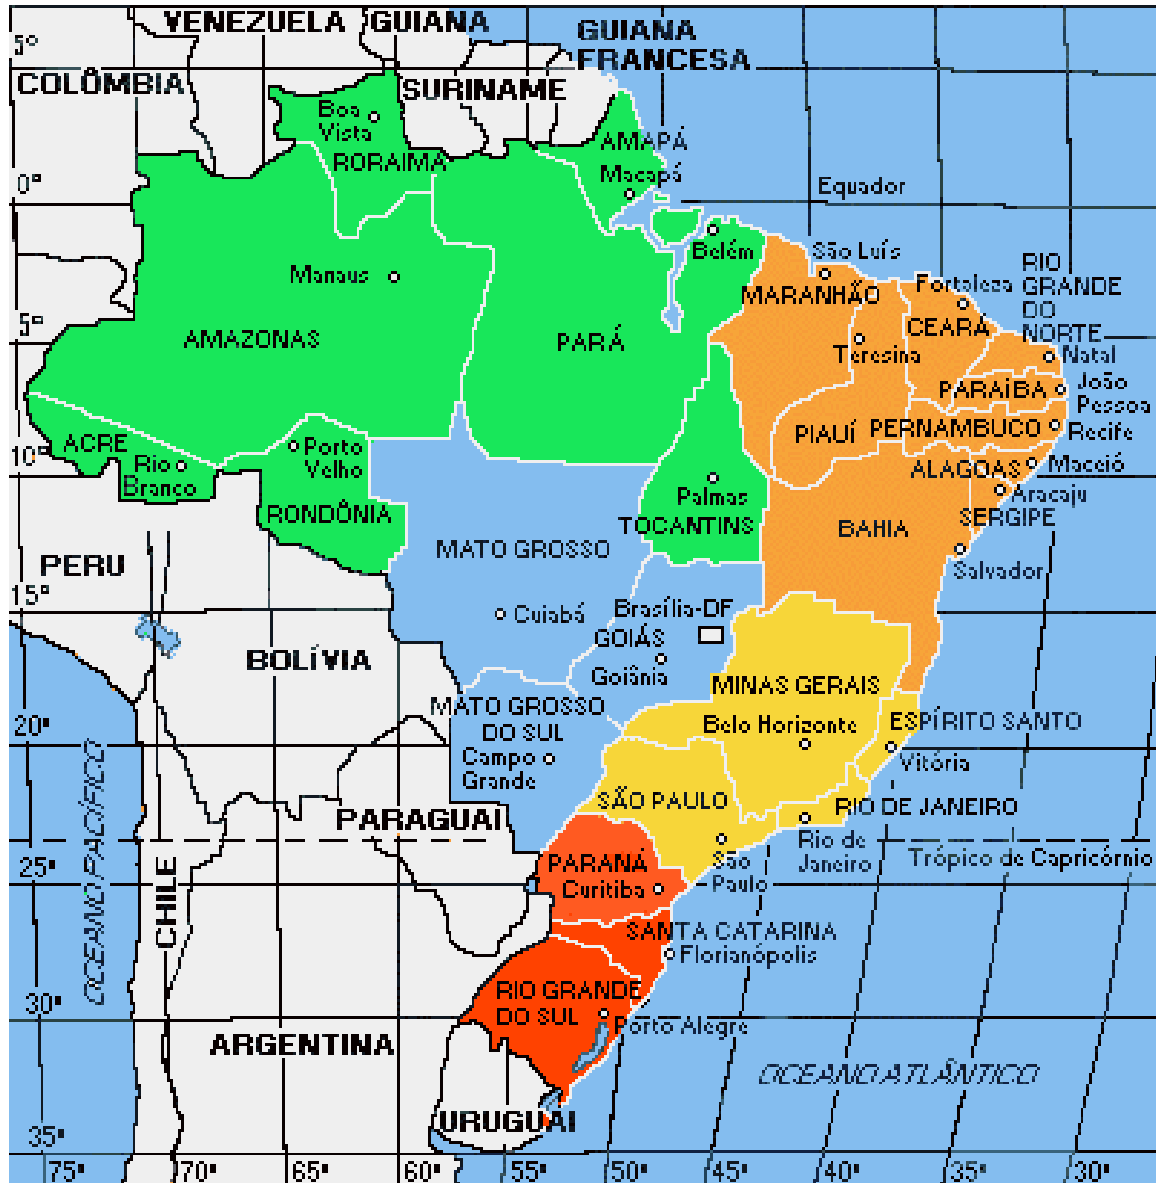 VENEZUELA
GUIANA
GUIANA
FRANCESA
5°
COLÔMBIA
SURINAME
Boa
Vista
AMAPÁ
RORAIMA
Macapá
0°
Equador
Belém
São Luís
RIO
GRANDE
DO
NORTE
Manaus
MARANHÃO
Fortaleza
5°
AMAZONAS
PARÁ
CEARÁ
Teresina
Natal
PARAÍBA
João
Pessoa
ACRE
Porto
Velho
PIAUÍ
PERNAMBUCO
Recife
10°
Rio
Branco
ALAGOAS
Maceió
Palmas
Aracaju
RONDÔNIA
TOCANTINS
SERGIPE
BAHIA
MATO GROSSO
PERU
Salvador
15°
Cuiabá
Brasília-DF
GOIÁS
BOLÍVIA
Goiânia
MINAS GERAIS
MATO GROSSO
DO SUL
ESPÍRITO SANTO
20°
Belo Horizonte
Campo
Grande
Vitória
OCEANO PACÍFICO
SÃO PAULO
RIO DE JANEIRO
PARAGUAI
Rio de
Janeiro
São
Paulo
Trópico de Capricórnio
25°
CHILE
PARANÁ
Curitiba
SANTA CATARINA
Florianópolis
RIO GRANDE
DO SUL
30°
Porto Alegre
ARGENTINA
OCEANO ATLÂNTICO
URUGUAI
35°
75°
70°
65°
60°
55°
50°
45°
40°
35°
30°